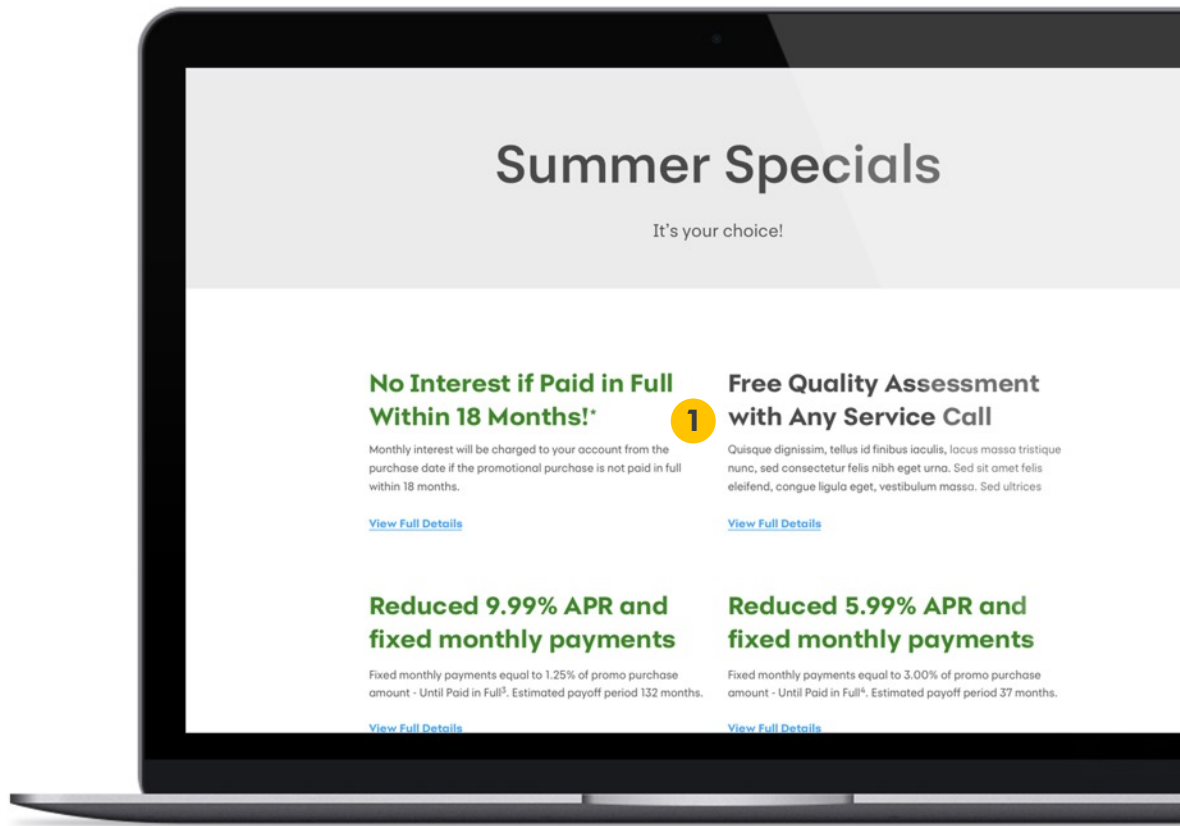 Summer Specials
It's your choice!
No Interest if Paid in Full
Within 18 Months!*
Monthly interest will be charged to your account from the
purchase date if the promotional purchase is not paid in full
within 18 months.
View Full Details
1
Free Quality Assessment
with Any Service Call
Quisque dignissim, tellus id finibus iaculis, lacus massa tristique
nunc, sed consectetur felis nibh eget urna. Sed sit amet felis
eleifend, congue ligula eget, vestibulum massa. Sed ultrices
View Full Details
Reduced 9.99% APR and
fixed monthly payments
Fixed monthly payments equal to 1.25% of promo purchase
amount - Until Paid in Full³. Estimated payoff period 132 months.
View Full Details
Reduced 5.99% APR and
fixed monthly payments
Fixed monthly payments equal to 3.00% of promo purchase
amount - Until Paid in Full⁴. Estimated payoff period 37 months.
View Full Details